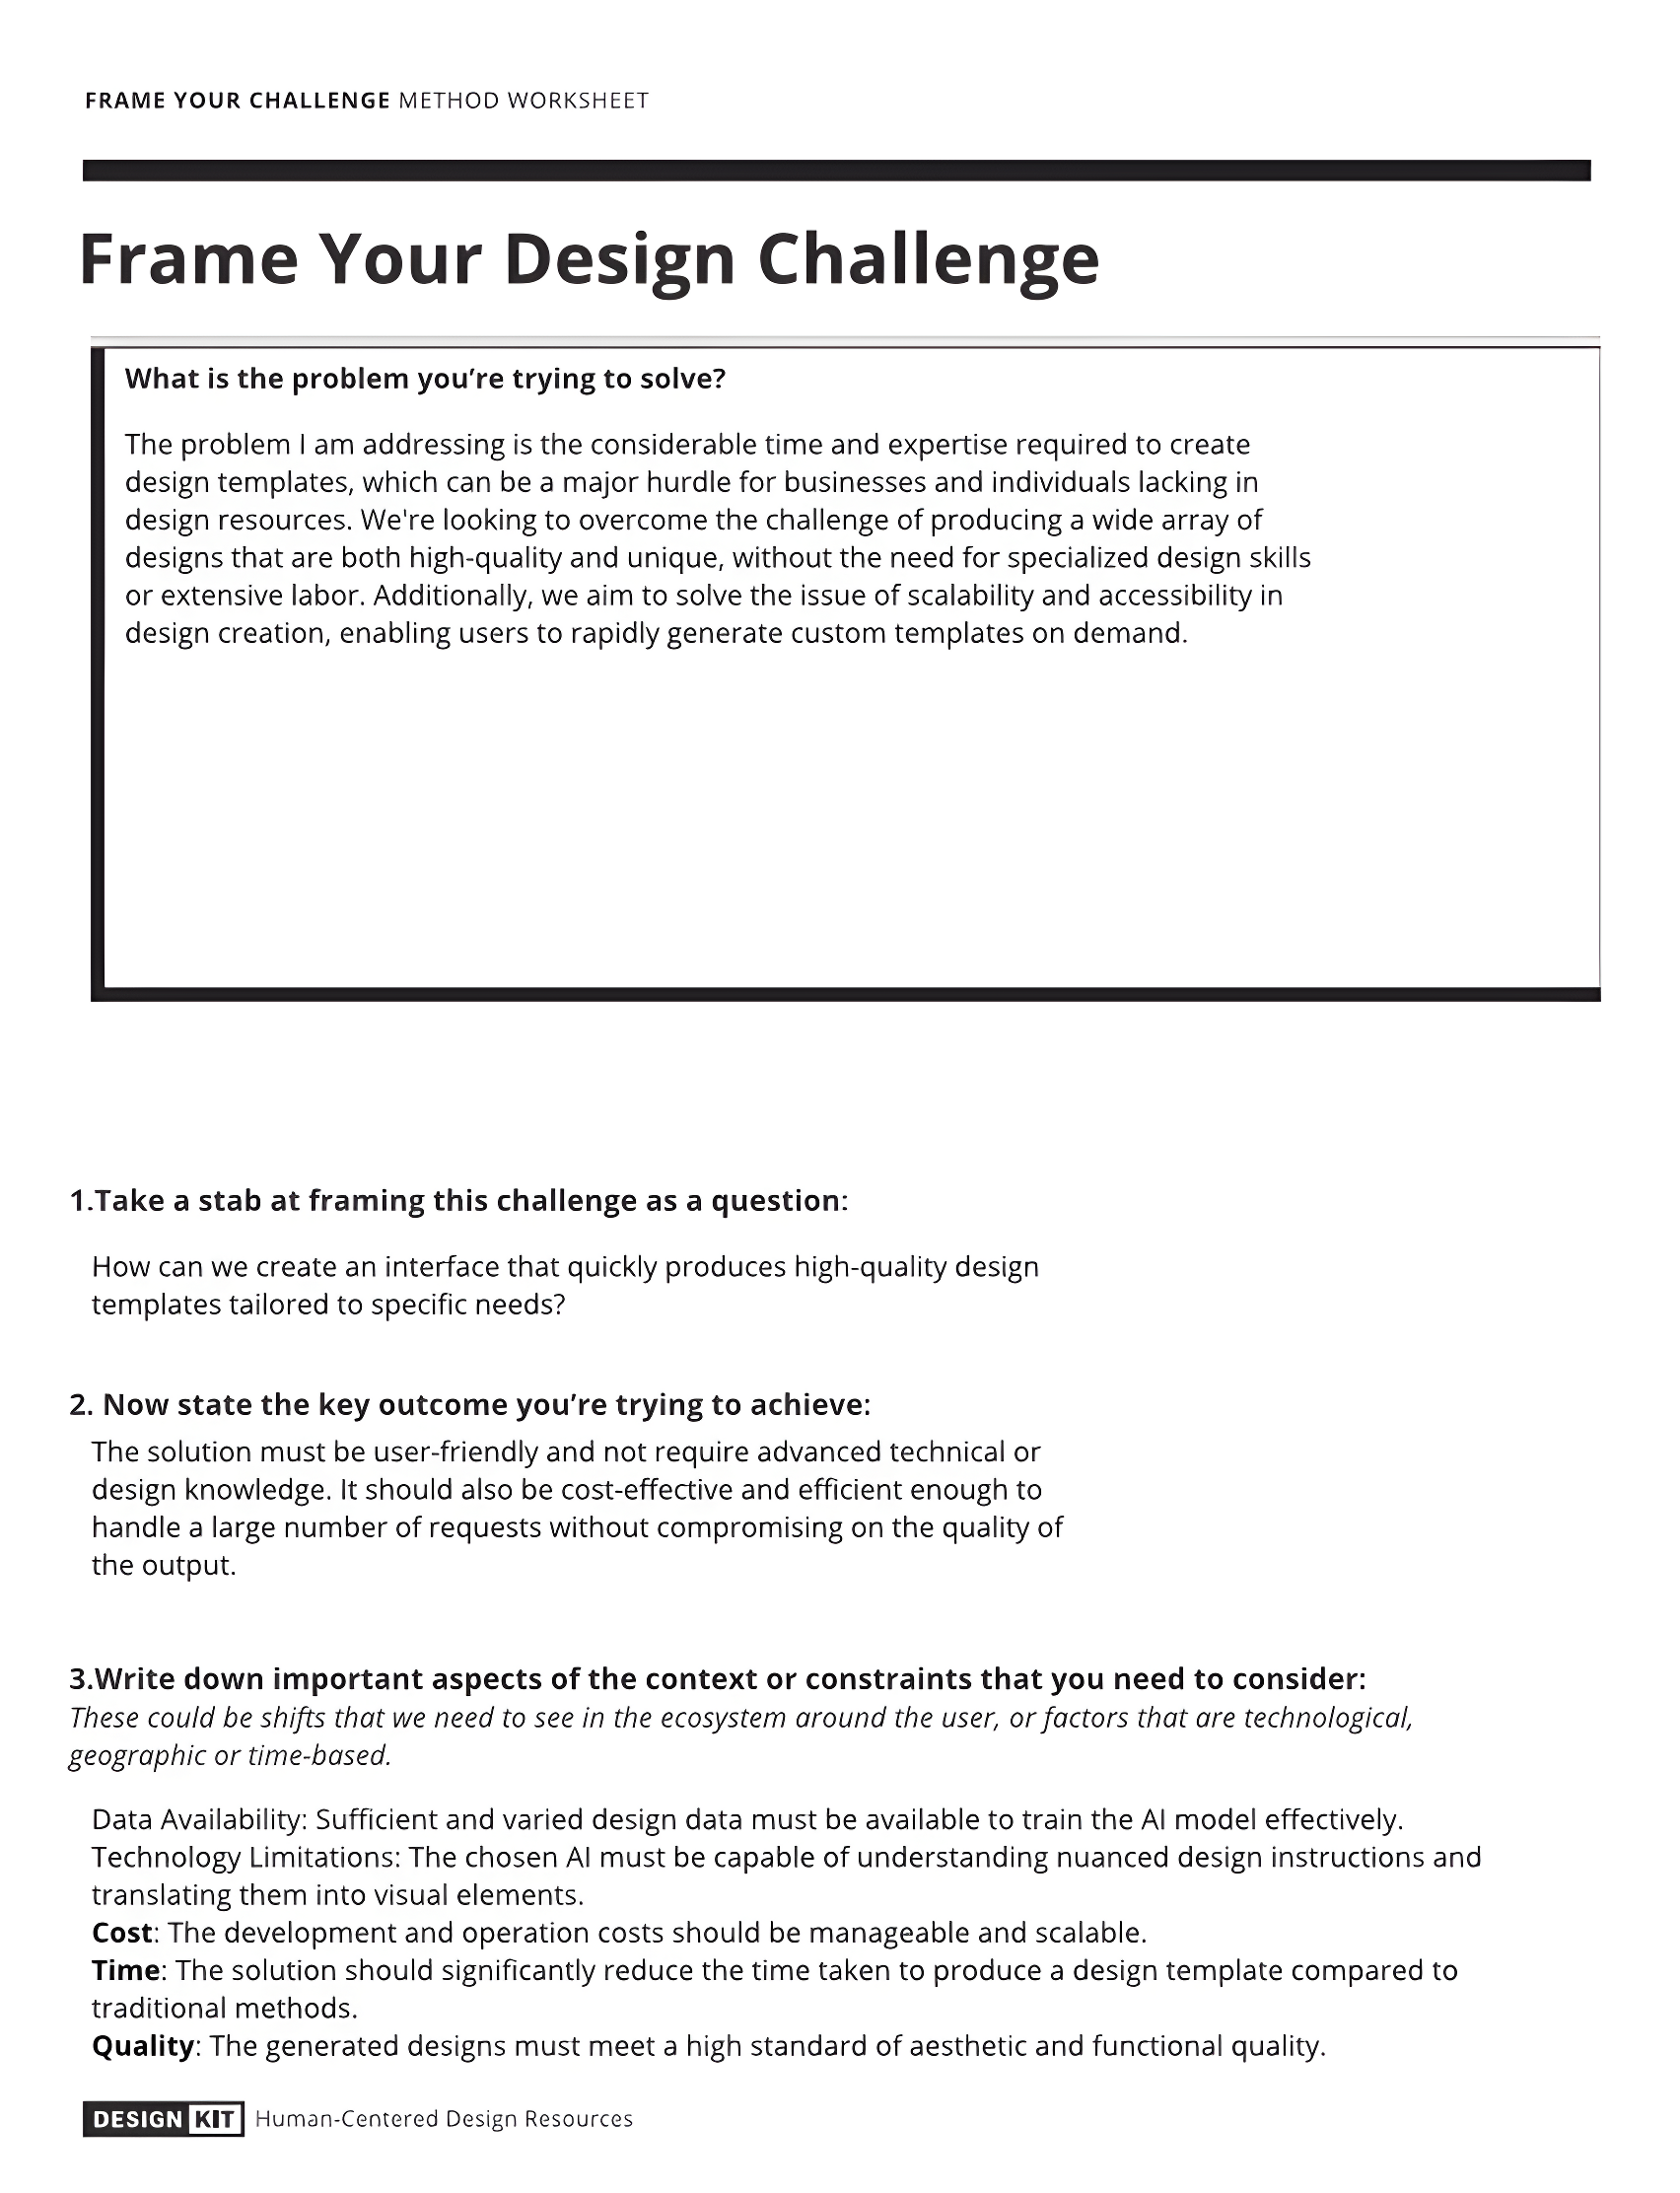 FRAME YOUR CHALLENGE METHOD WORKSHEET
Frame Your Design Challenge
What is the problem you’re trying to solve?
The problem I am addressing is the considerable time and expertise required to create
design templates, which can be a major hurdle for businesses and individuals lacking in
design resources. We're looking to overcome the challenge of producing a wide array of
designs that are both high-quality and unique, without the need for specialized design skills
or extensive labor. Additionally, we aim to solve the issue of scalability and accessibility in
design creation, enabling users to rapidly generate custom templates on demand.
1.Take a stab at framing this challenge as a question:
How can we create an interface that quickly produces high-quality design
templates tailored to specific needs?
2. Now state the key outcome you’re trying to achieve:
The solution must be user-friendly and not require advanced technical or
design knowledge. It should also be cost-effective and efficient enough to
handle a large number of requests without compromising on the quality of
the output.
3.Write down important aspects of the context or constraints that you need to consider:
These could be shifts that we need to see in the ecosystem around the user, or factors that are technological,
geographic or time-based.
Data Availability: Sufficient and varied design data must be available to train the AI model effectively.
Technology Limitations: The chosen AI must be capable of understanding nuanced design instructions and
translating them into visual elements.
Cost: The development and operation costs should be manageable and scalable.
Time: The solution should significantly reduce the time taken to produce a design template compared to
traditional methods.
Quality: The generated designs must meet a high standard of aesthetic and functional quality.
DESIGN KIT Human-Centered Design Resources